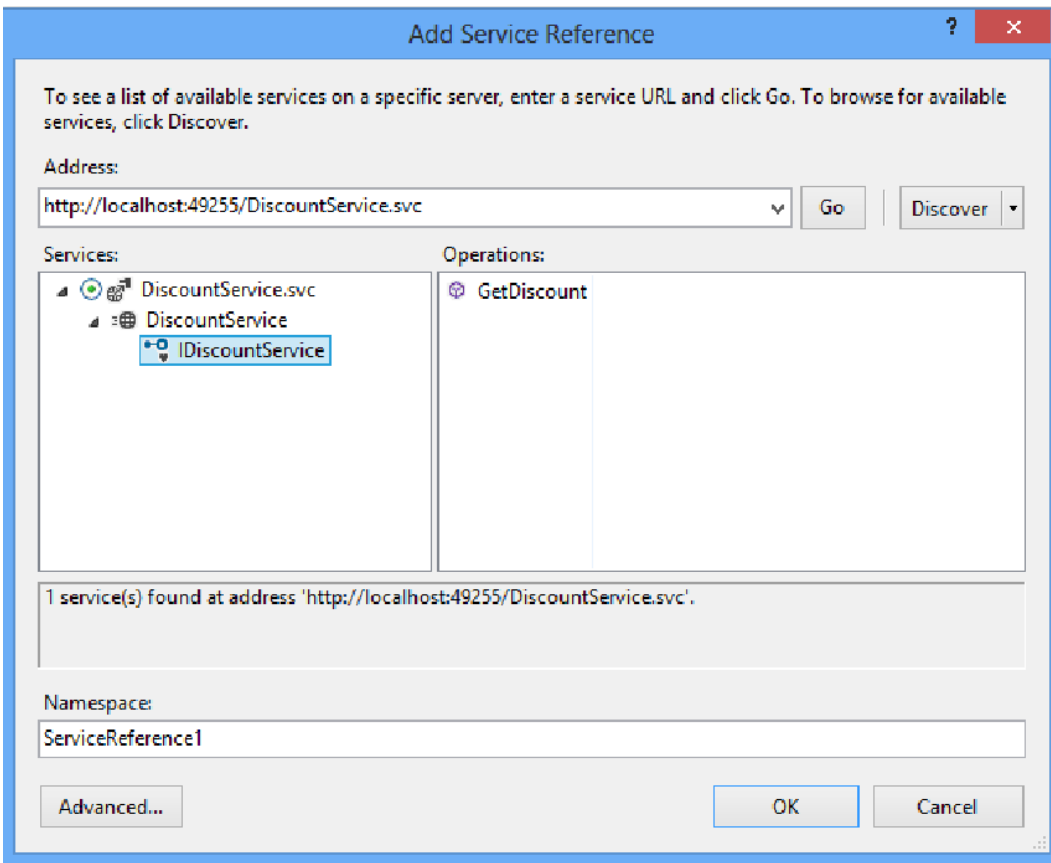 Add Service Reference
?
To see a list of available services on a specific server, enter a service URL and click Go. To browse for available
services, click Discover.
Address:
http://localhost:49255/DiscountService.svc
Go
Discover
Services:
Operations:
DiscountService.svc
DiscountService
IDiscountService
GetDiscount
1 service(s) found at address 'http://localhost:49255/DiscountService.svc'.
Namespace:
ServiceReference1
Advanced...
OK
Cancel